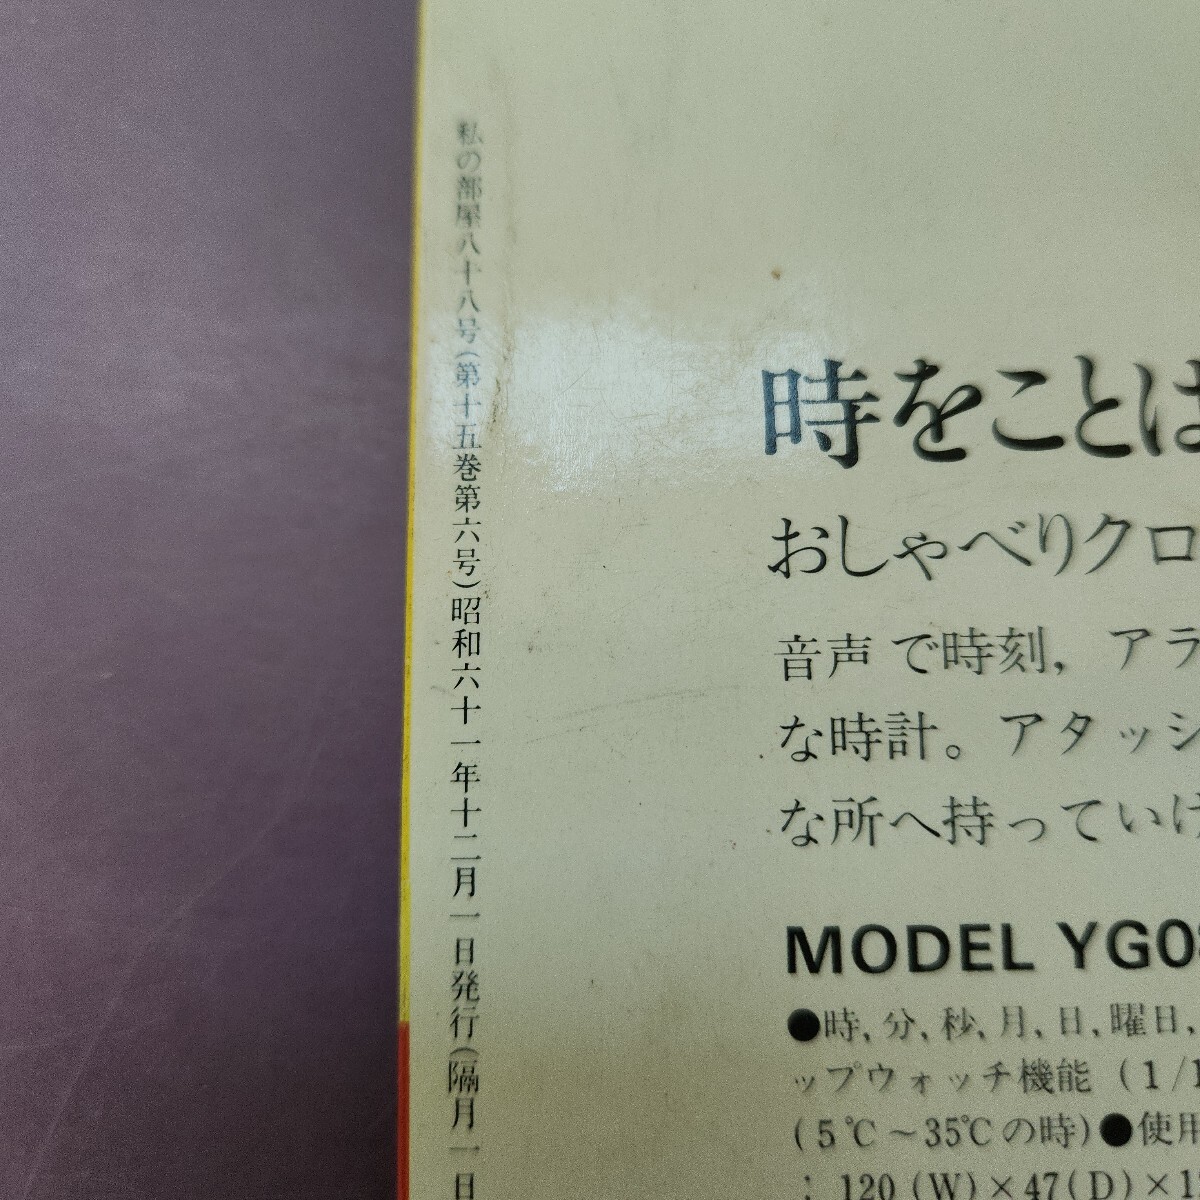 私の部屋八十八号(第十五巻第六号)昭和六十一年十二月一日発行(隔月一日
時をことは
おしゃべりクロ
音声で時刻，アラ
な時計。アタッシ
な所へ持っていけ
MODEL YG08
●時,分,秒,月,日,曜日,
ップウォッチ機能 (1/1
(5℃～35℃の時)●使用
: 120 (W)×47(D)×1